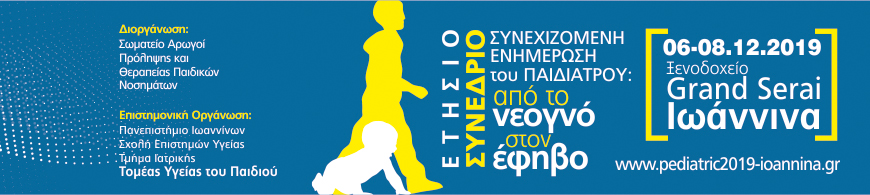 Διοργάνωση:
Σωματείο Αρωγοί
Πρόληψης και
Θεραπείας Παιδικών
Νοσημάτων
Επιστημονική Οργάνωση:
Πανεπιστήμιο Ιωαννίνων
Σχολή Επιστημών Υγείας
Τμήμα Ιατρικής
Τομέας Υγείας του Παιδιού
ΕΤΗΣΙΟ
ΣΥΝΕΔΡΙΟ
ΣΥΝΕΧΙΖΟΜΕΝΗ
ΕΝΗΜΕΡΩΣΗ
του ΠΑΙΔΙΑΤΡΟΥ:
από το
νεογνό
στον
έφηβο
06-08.12.2019
Ξενοδοχείο
Grand Serai
Ιωάννινα
www.pediatric2019-ioannina.gr